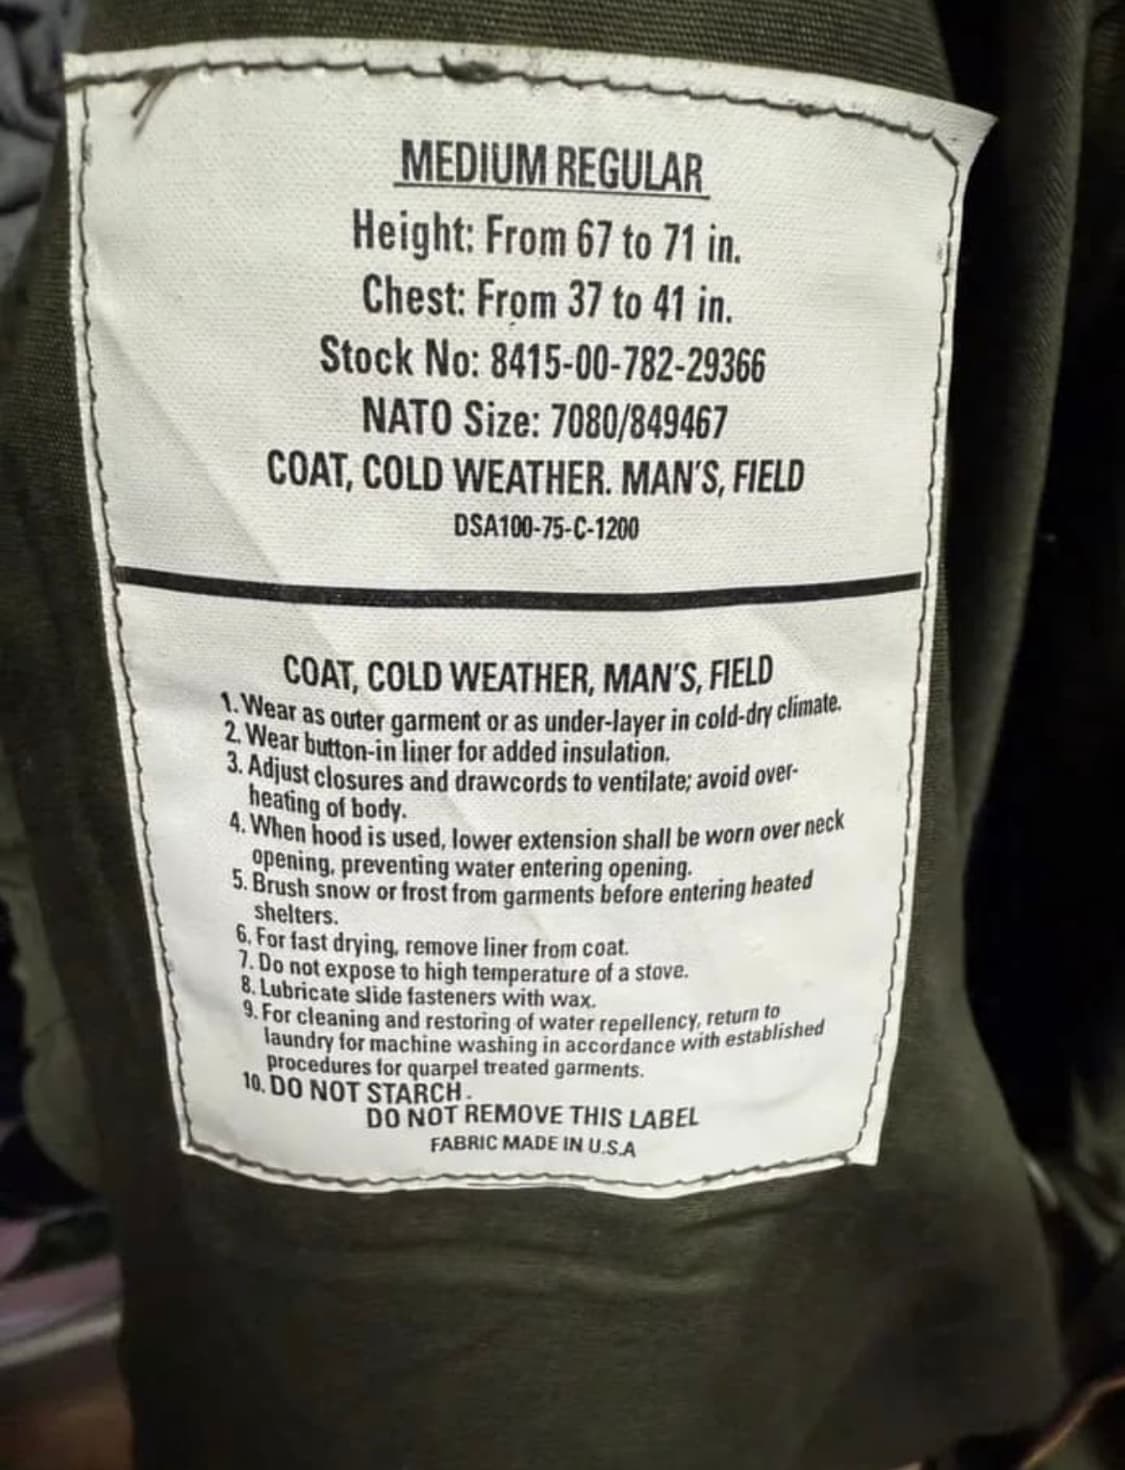 MEDIUM REGULAR
Height: From 67 to 71 in.
Chest: From 37 to 41 in.
Stock No: 8415-00-782-29366
NATO Size: 7080/849467
COAT, COLD WEATHER. MAN'S, FIELD
DSA100-75-C-1200
COAT, COLD WEATHER, MAN'S, FIELD
1. Wear as outer garment or as under-layer in cold-dry climate.
2. Wear button-in liner for added insulation.
3. Adjust closures and drawcords to ventilate; avoid over-
heating of body.
4. When hood is used, lower extension shall be worn over neck
opening, preventing water entering opening.
5. Brush snow or frost from garments before entering heated
shelters.
6. For fast drying, remove liner from coat.
7. Do not expose to high temperature of a stove.
8. Lubricate slide fasteners with wax.
9. For cleaning and restoring of water repellency, return to
laundry for machine washing in accordance with established
procedures for quarpel treated garments.
10. DO NOT STARCH.
DO NOT REMOVE THIS LABEL
FABRIC MADE IN U.S.A